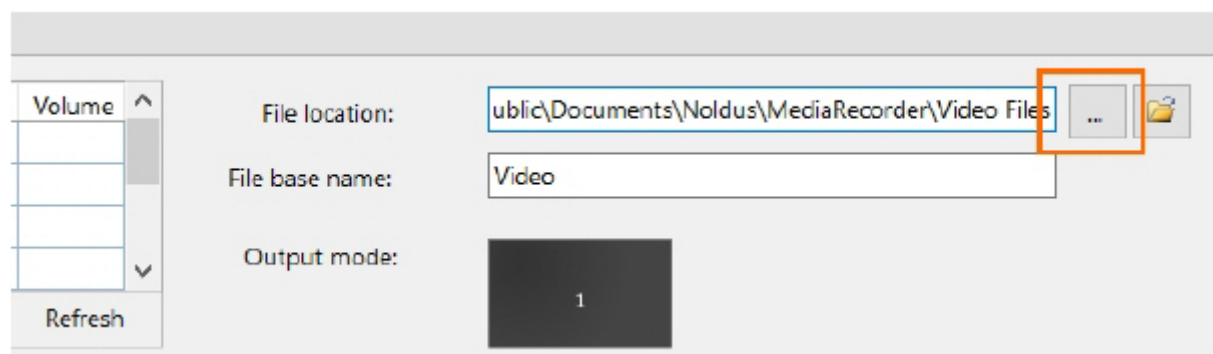 Volume
File location:
ublic\Documents\Noldus\MediaRecorder\Video Files
...
File base name:
Video
Output mode:
1
Refresh